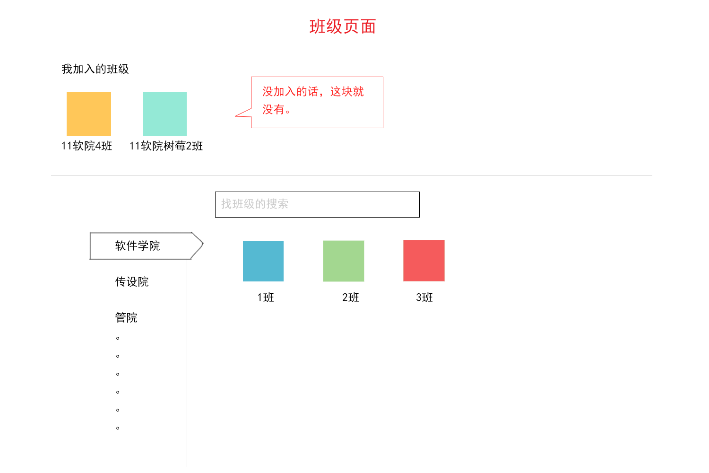 班级页面
我加入的班级
没加入的话，这块就
没有。
11软院4班
11软院树莓2班
找班级的搜索
软件学院
传设院
管院
。
。
。
。
。
。
1班
2班
3班